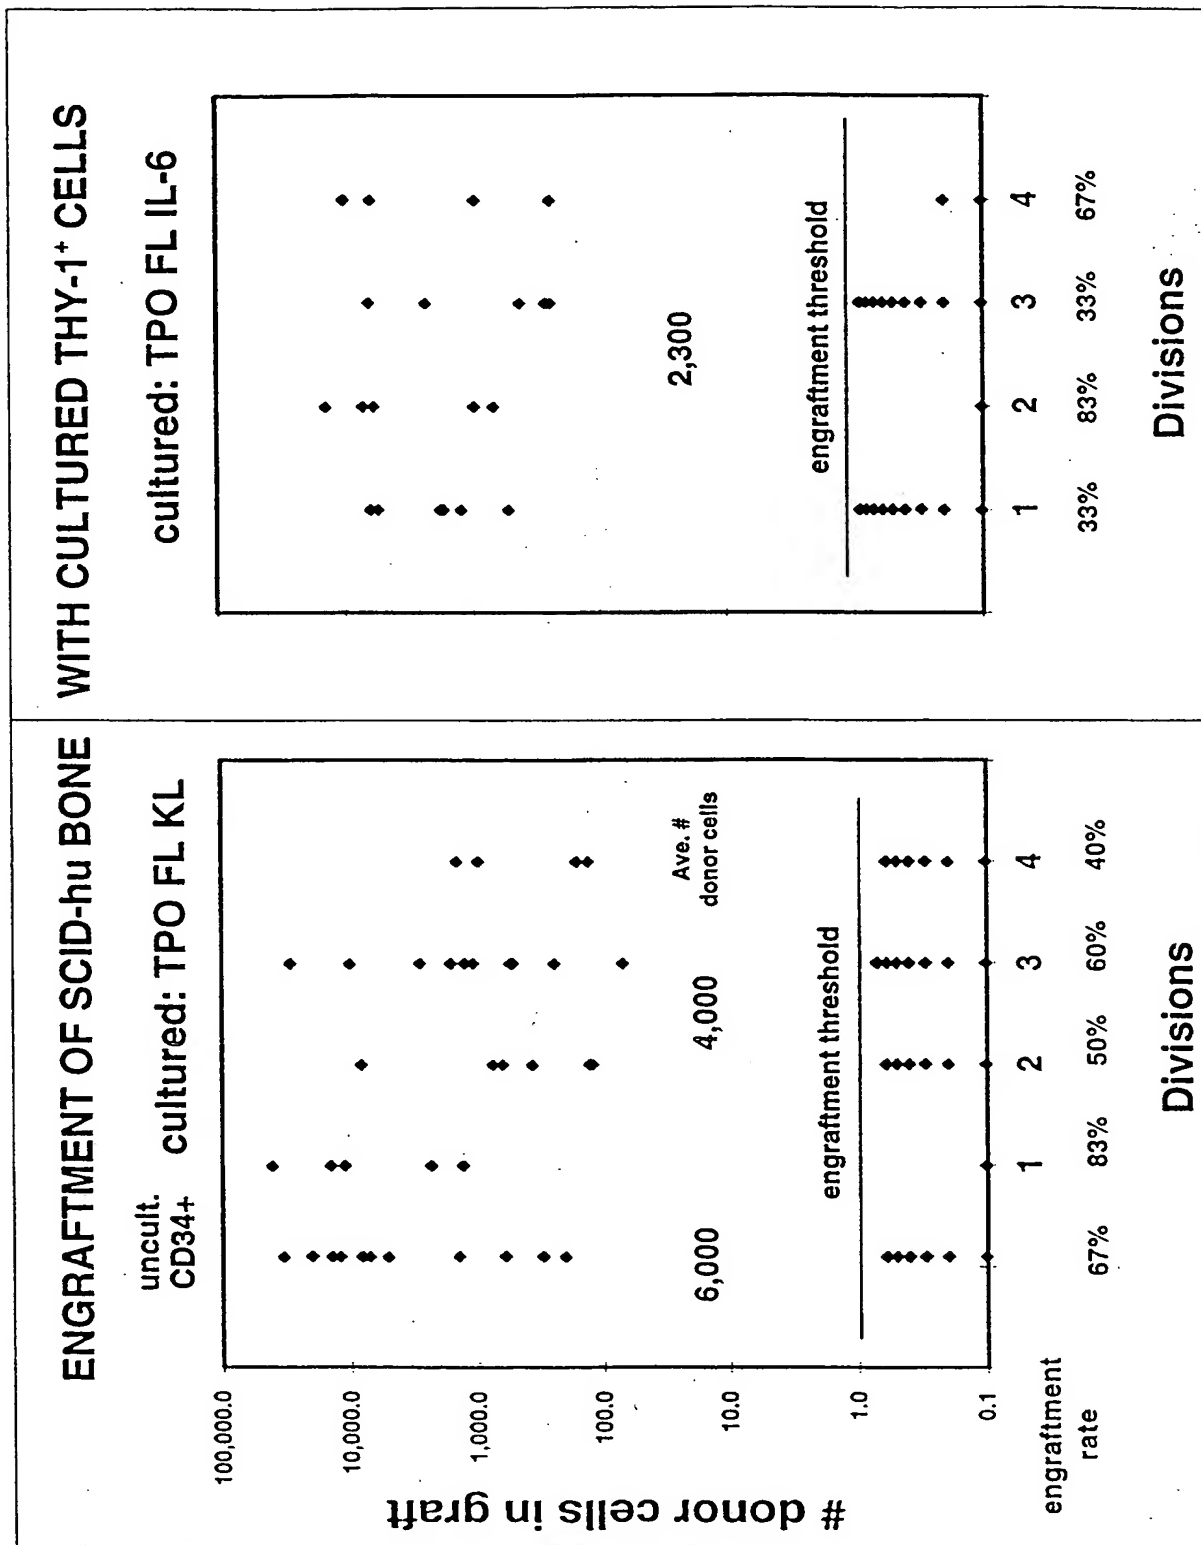 ENGRAFTMENT OF SCID-hu BONE WITH CULTURED THY-1+ CELLS
uncult.
CD34+
cultured: TPO FL KL
cultured: TPO FL IL-6
# donor cells in graft
100,000.0
10,000.0
1,000.0
100.0
10.0
1.0
0.1
6,000
4,000
Ave. #
donor cells
2,300
engraftment threshold
engraftment threshold
1 2 3 4
1 2 3 4
engraftment
rate
67% 83% 50% 60% 40%
33% 83% 33% 67%
Divisions
Divisions